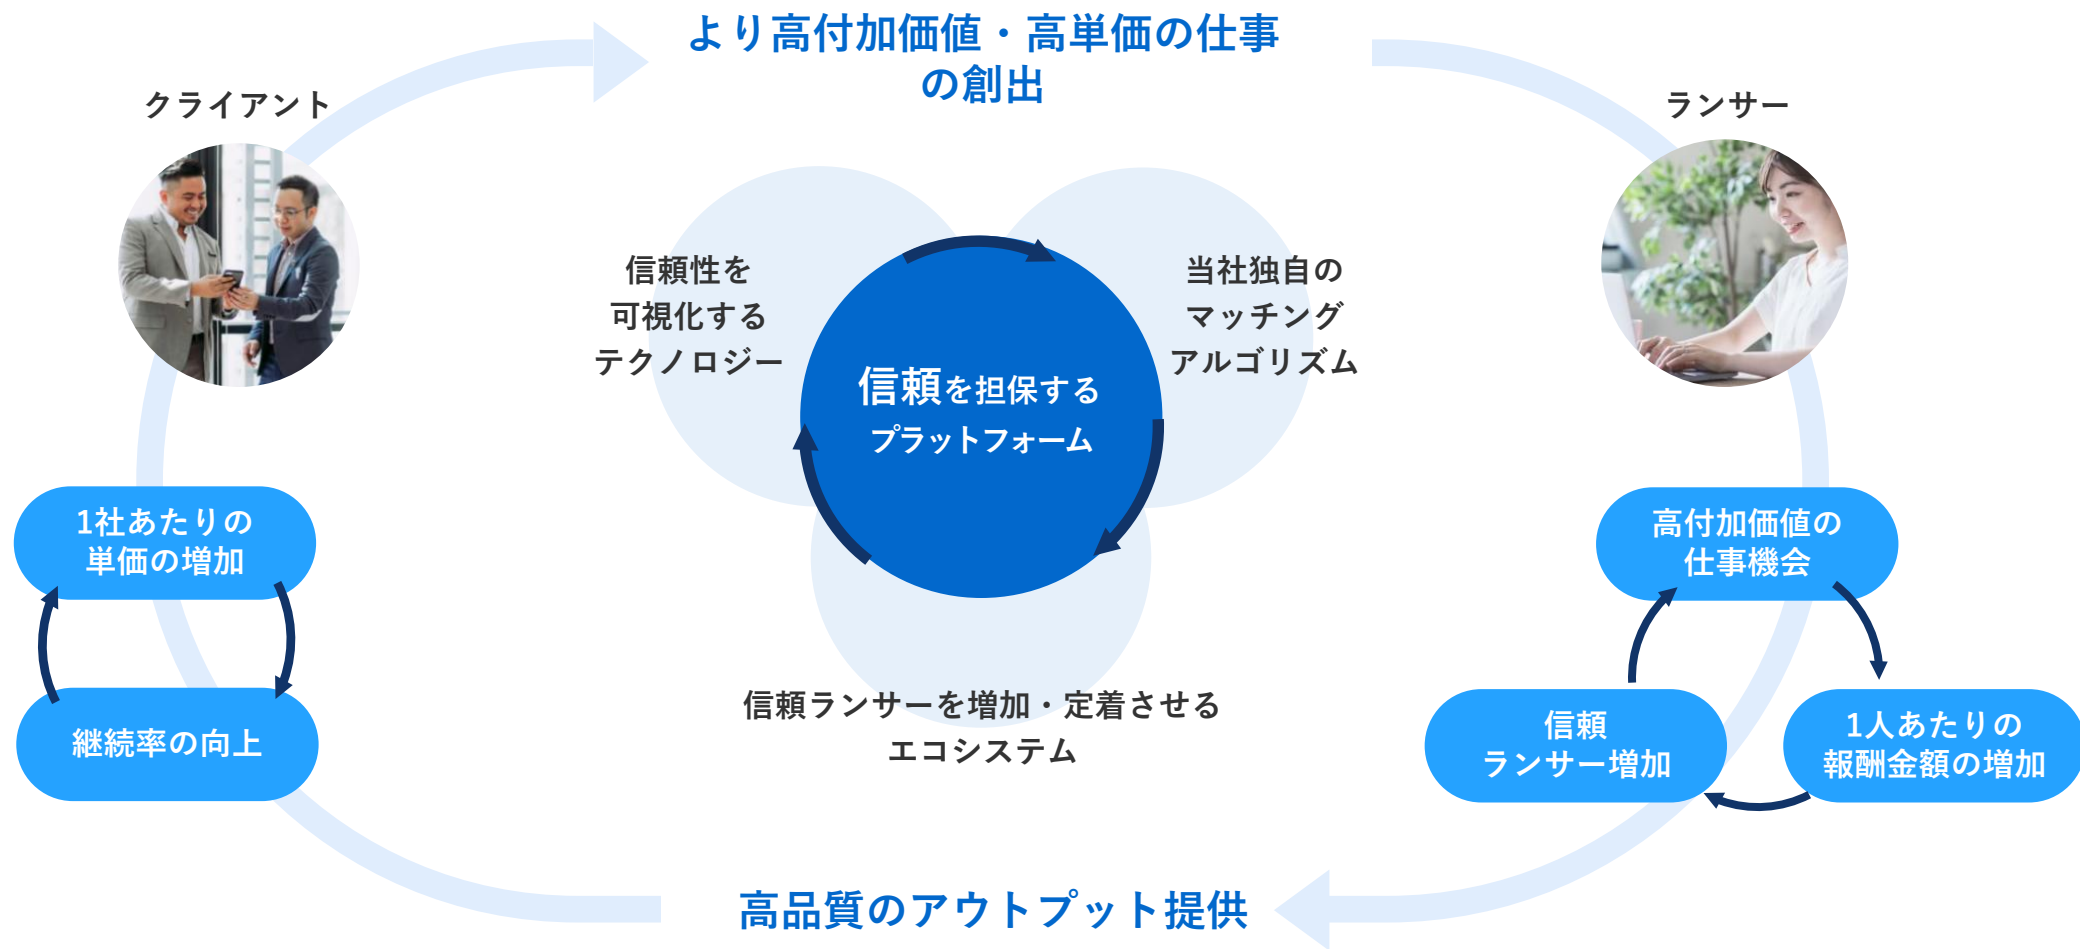 より高付加価値・高単価の仕事
の創出
クライアント
ランサー
信頼性を
可視化する
テクノロジー
当社独自の
マッチング
アルゴリズム
信頼を担保する
プラットフォーム
信頼ランサーを増加・定着させる
エコシステム
1社あたりの
単価の増加
継続率の向上
高付加価値の
仕事機会
信頼
ランサー増加
1人あたりの
報酬金額の増加
高品質のアウトプット提供